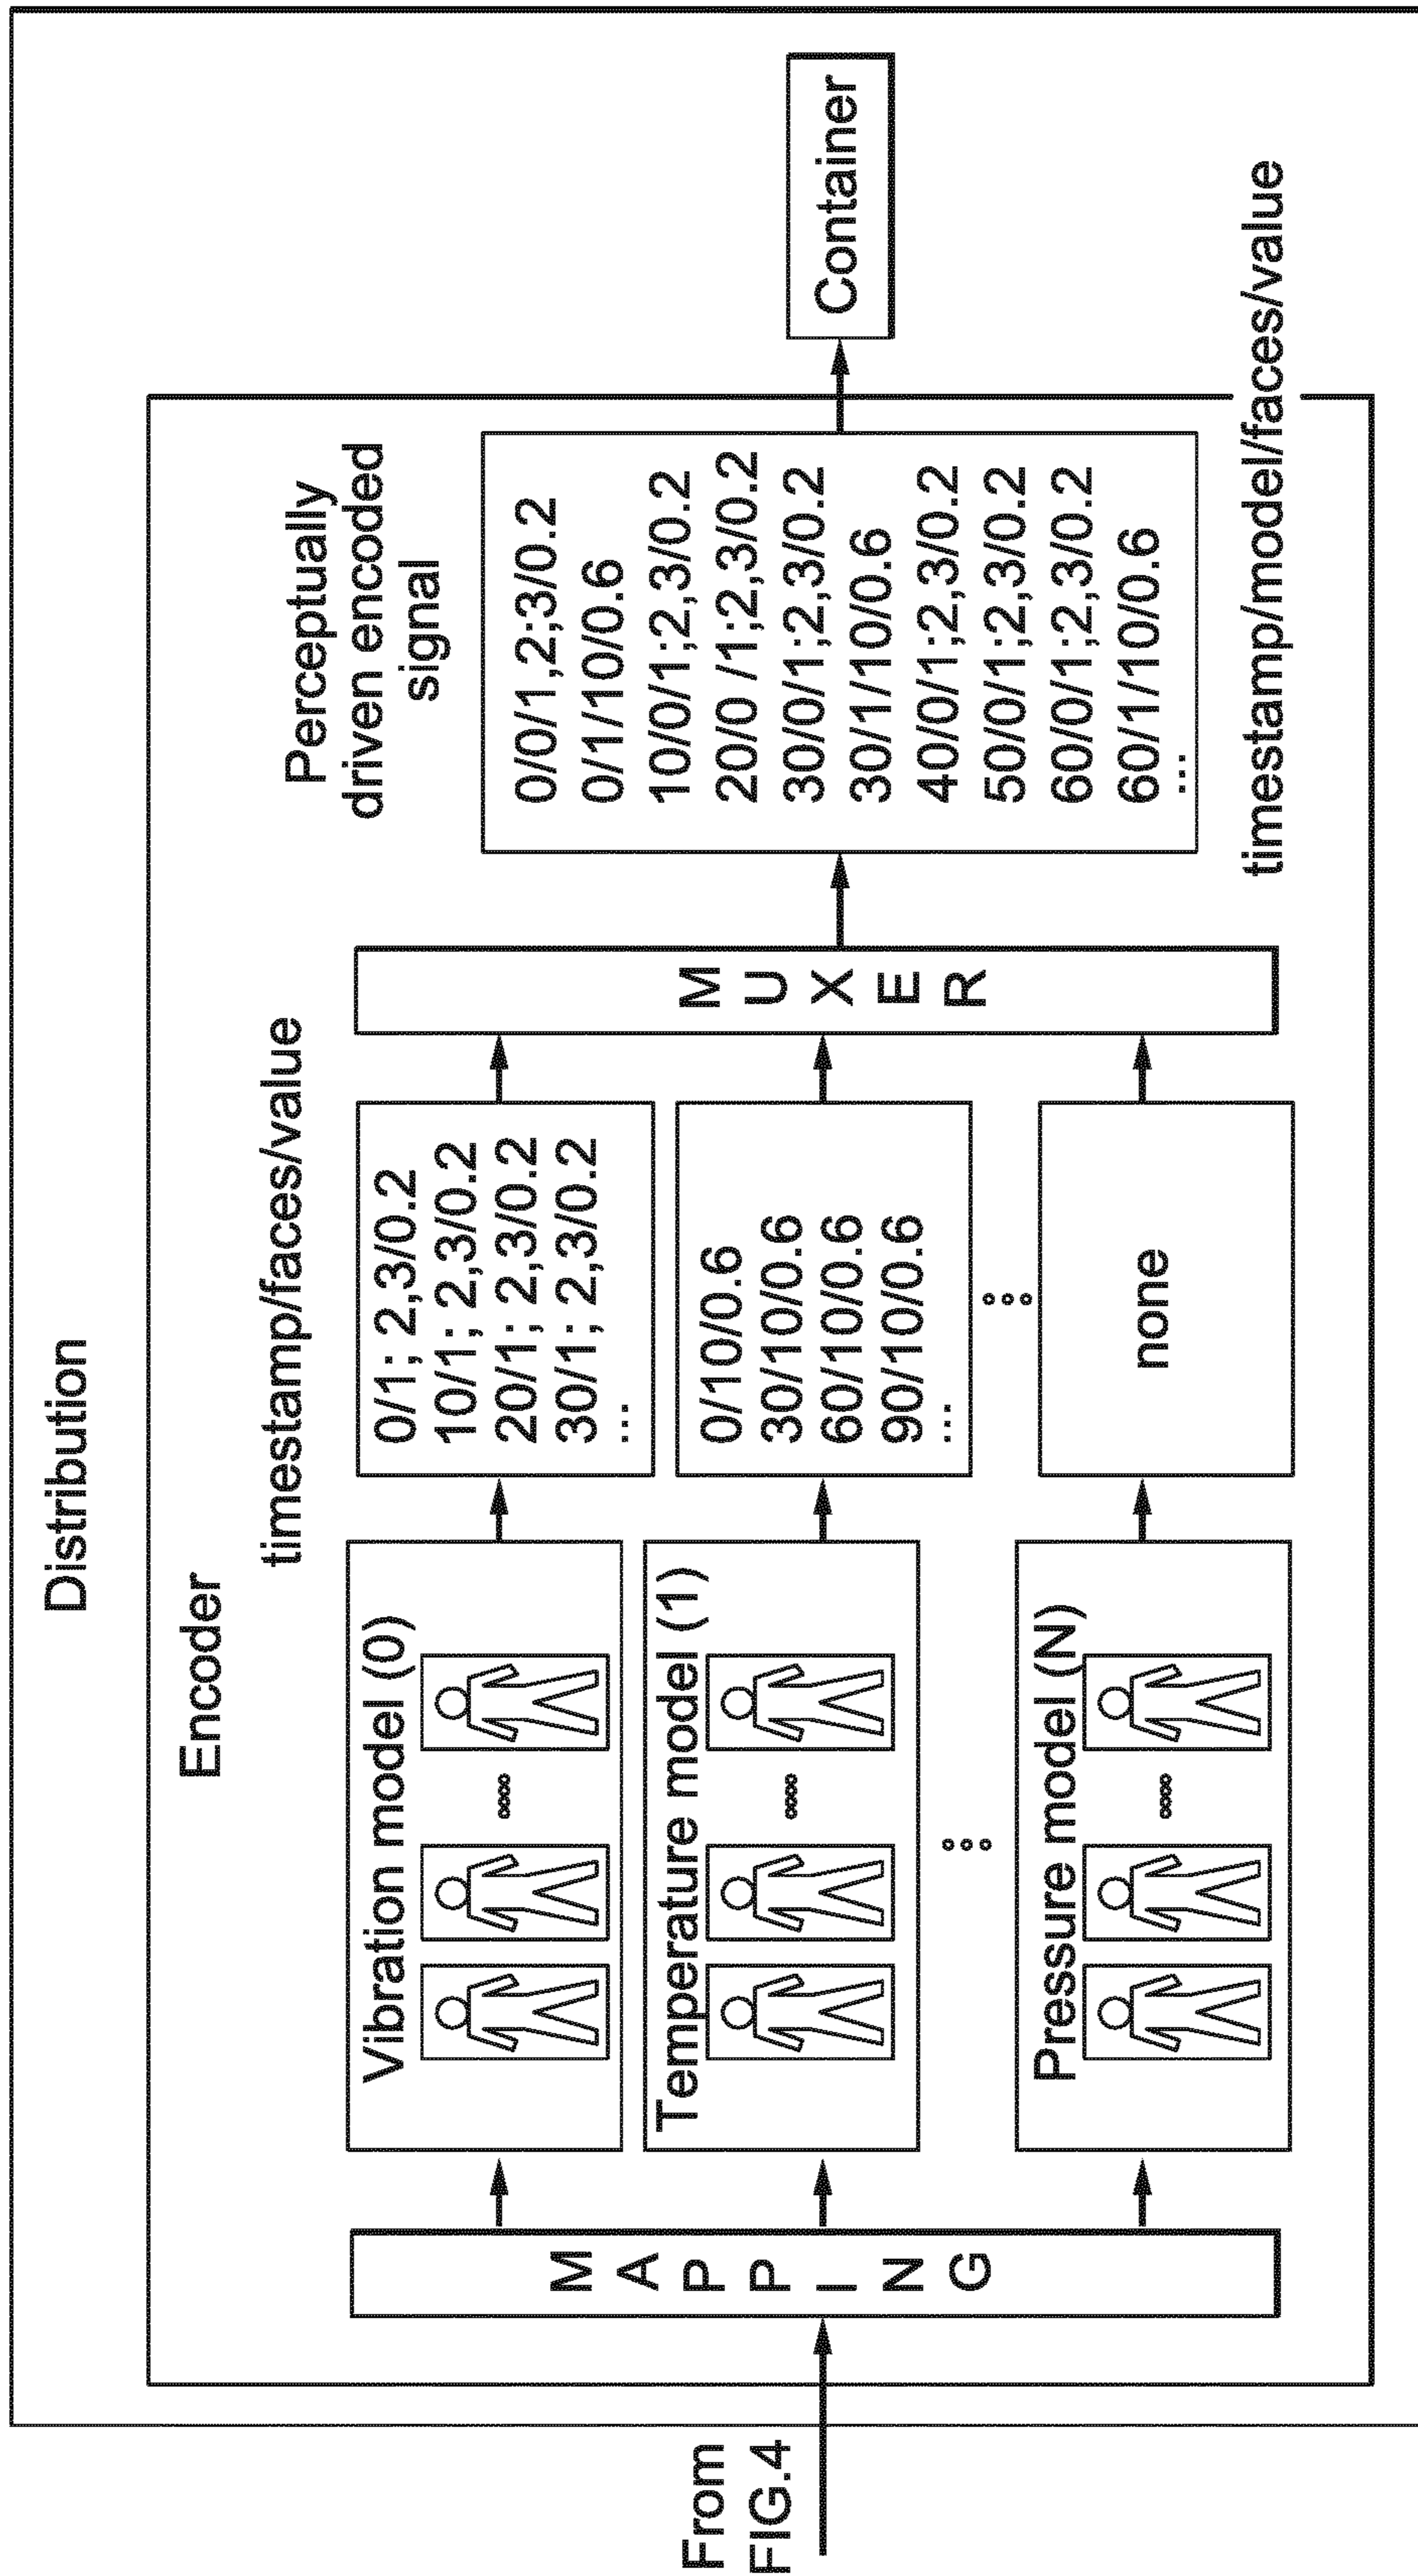 Distribution
Encoder
From
FIG.4
MAPPING
Vibration model (0)
Temperature model (1)
Pressure model (N)
timestamp/faces/value
0/1; 2,3/0.2
10/1; 2,3/0.2
20/1; 2,3/0.2
30/1; 2,3/0.2
...
0/10/0.6
30/10/0.6
60/10/0.6
90/10/0.6
...
none
MUXER
Perceptually
driven encoded
signal
0/0/1,2;3/0.2
0/1/10/0.6
10/0/1;2,3/0.2
20/0 /1;2,3/0.2
30/0/1;2,3/0.2
30/1/10/0.6
40/0/1;2,3/0.2
50/0/1;2,3/0.2
60/0/1;2,3/0.2
60/1/10/0.6
...
timestamp/model/faces/value
Container